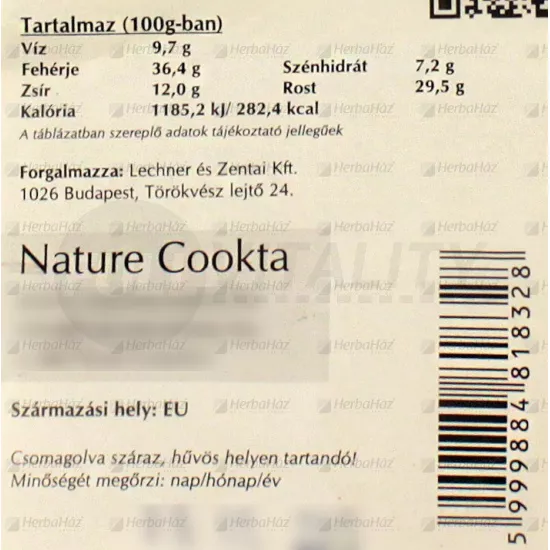 Tartalmaz (100g-ban)
Víz 9,7 g
Fehérje 36,4 g Szénhidrát 7,2 g
Zsír 12,0 g Rost 29,5 g
Kalória 1185,2 kJ/ 282,4 kcal
A táblázatban szereplő adatok tájékoztató jellegűek
Forgalmazza: Lechner és Zentai Kft.
1026 Budapest, Törökvész lejtő 24.
Nature Cookta
VITALITY
Származási hely: EU
Csomagolva száraz, hűvös helyen tartandó!
Minőségét megőrzi: nap/hónap/év
5 999884 818328
HerbaHáz